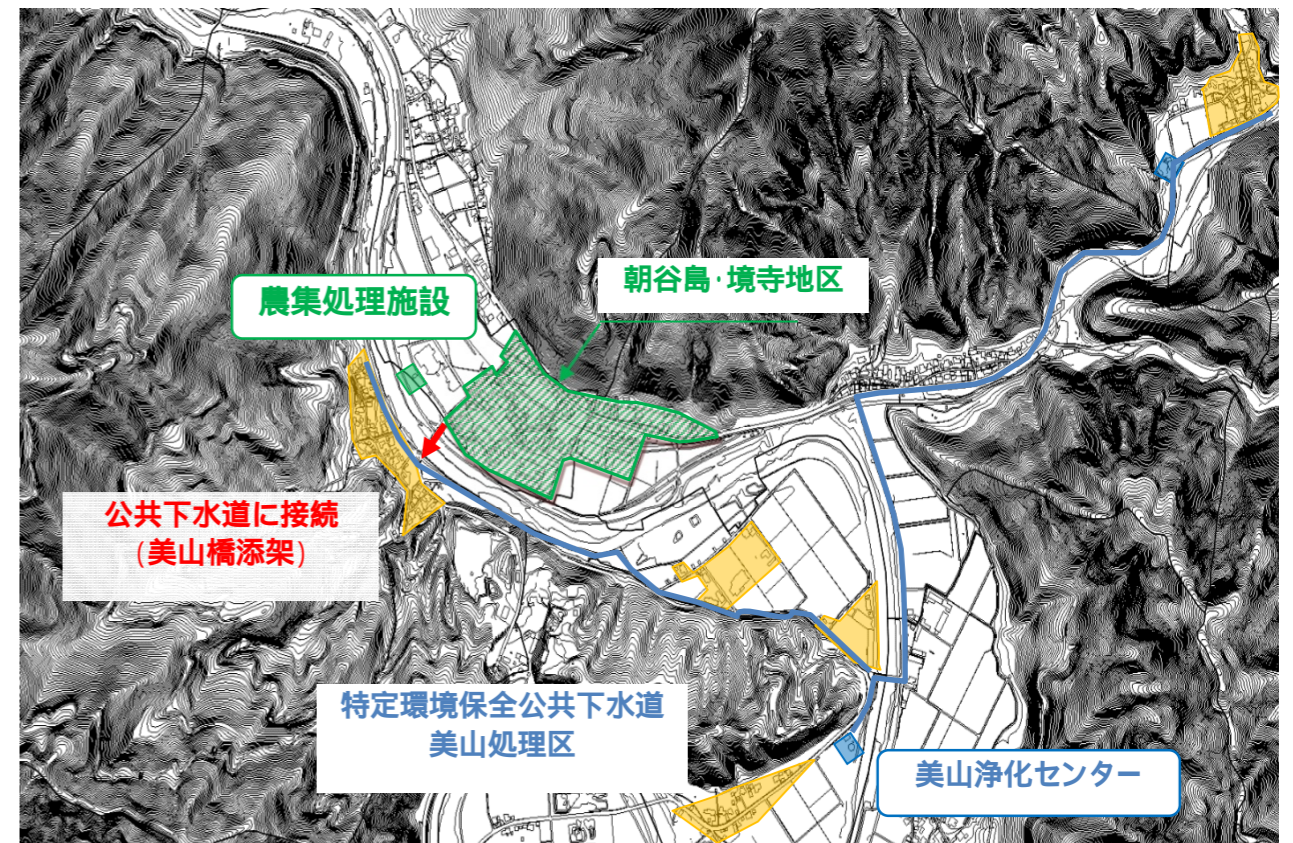 朝谷島・境寺地区
農集処理施設
公共下水道に接続
(美山橋添架)
特定環境保全公共下水道
美山処理区
美山浄化センター